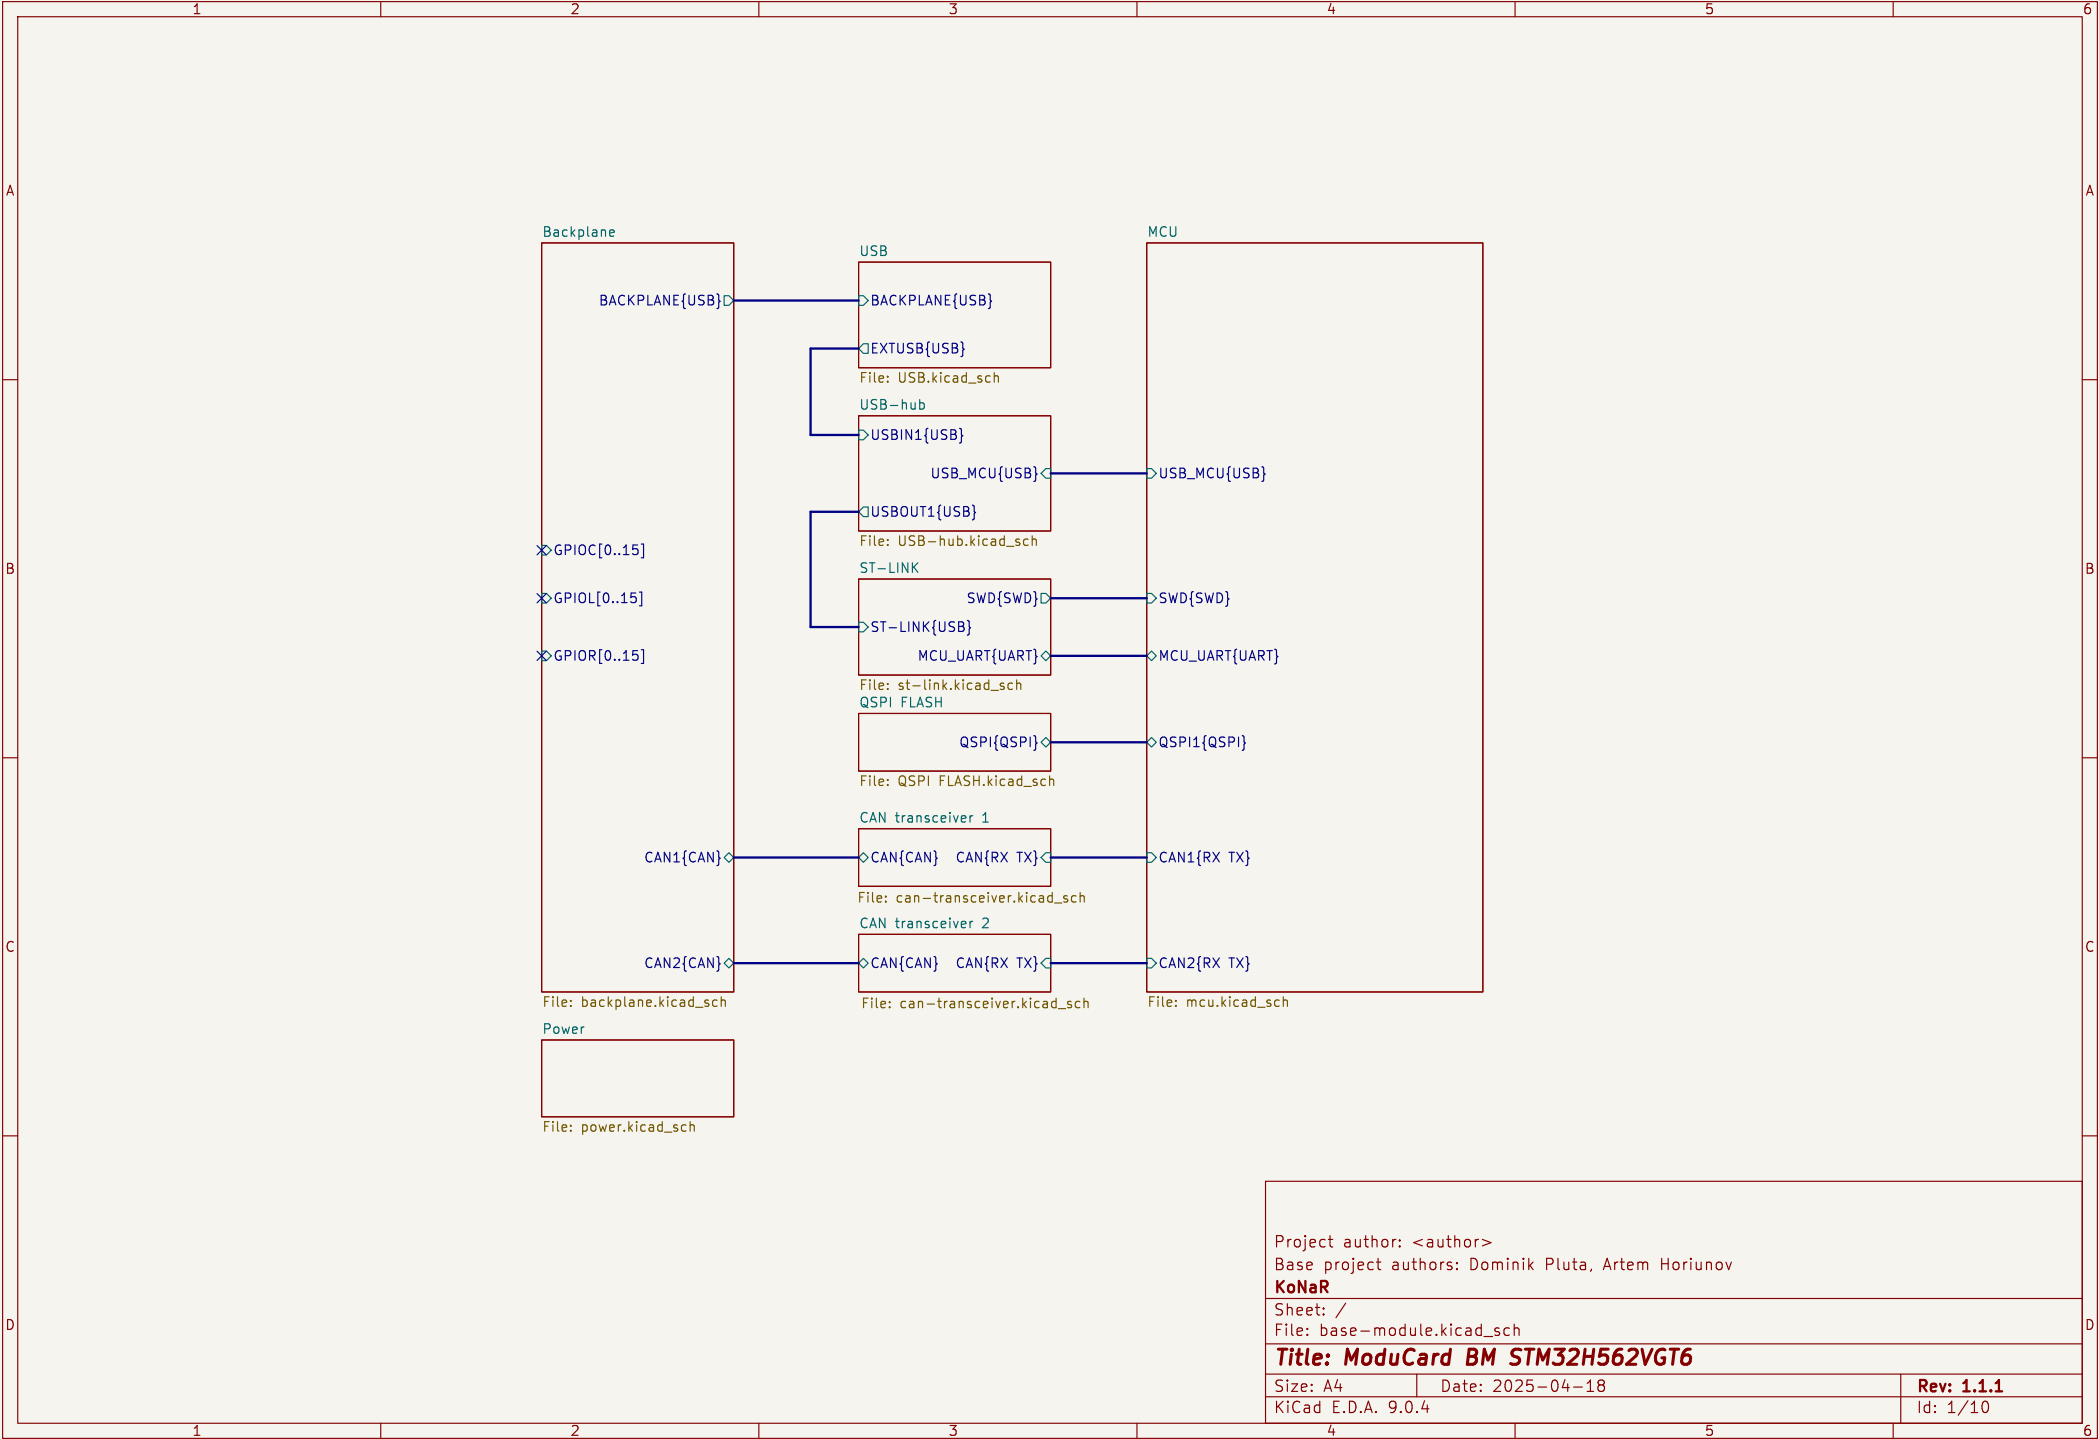 1 2 3 4 5 6
A A
Backplane
MCU
USB
BACKPLANE{USB}
BACKPLANE{USB}
EXTUSB{USB}
File: USB.kicad_sch
USB-hub
USBIN1{USB}
USB_MCU{USB}
USB_MCU{USB}
USBOUT1{USB}
File: USB-hub.kicad_sch
GPIOC[0..15]
B B
ST-LINK
GPIOL[0..15]
SWD{SWD}
SWD{SWD}
ST-LINK{USB}
GPIOR[0..15]
MCU_UART{UART}
MCU_UART{UART}
File: st-link.kicad_sch
QSPI FLASH
QSPI{QSPI}
QSPI1{QSPI}
File: QSPI FLASH.kicad_sch
CAN transceiver 1
CAN1{CAN}
CAN{CAN} CAN{RX TX}
CAN1{RX TX}
File: can-transceiver.kicad_sch
CAN transceiver 2
C C
CAN2{CAN}
CAN{CAN} CAN{RX TX}
CAN2{RX TX}
File: backplane.kicad_sch
File: can-transceiver.kicad_sch
File: mcu.kicad_sch
Power
File: power.kicad_sch
Project author: <author>
Base project authors: Dominik Pluta, Artem Horiunov
KoNaR
Sheet: /
D D
File: base-module.kicad_sch
Title: ModuCard BM STM32H562VGT6
Size: A4 Date: 2025-04-18 Rev: 1.1.1
KiCad E.D.A. 9.0.4 Id: 1/10
1 2 3 4 5 6